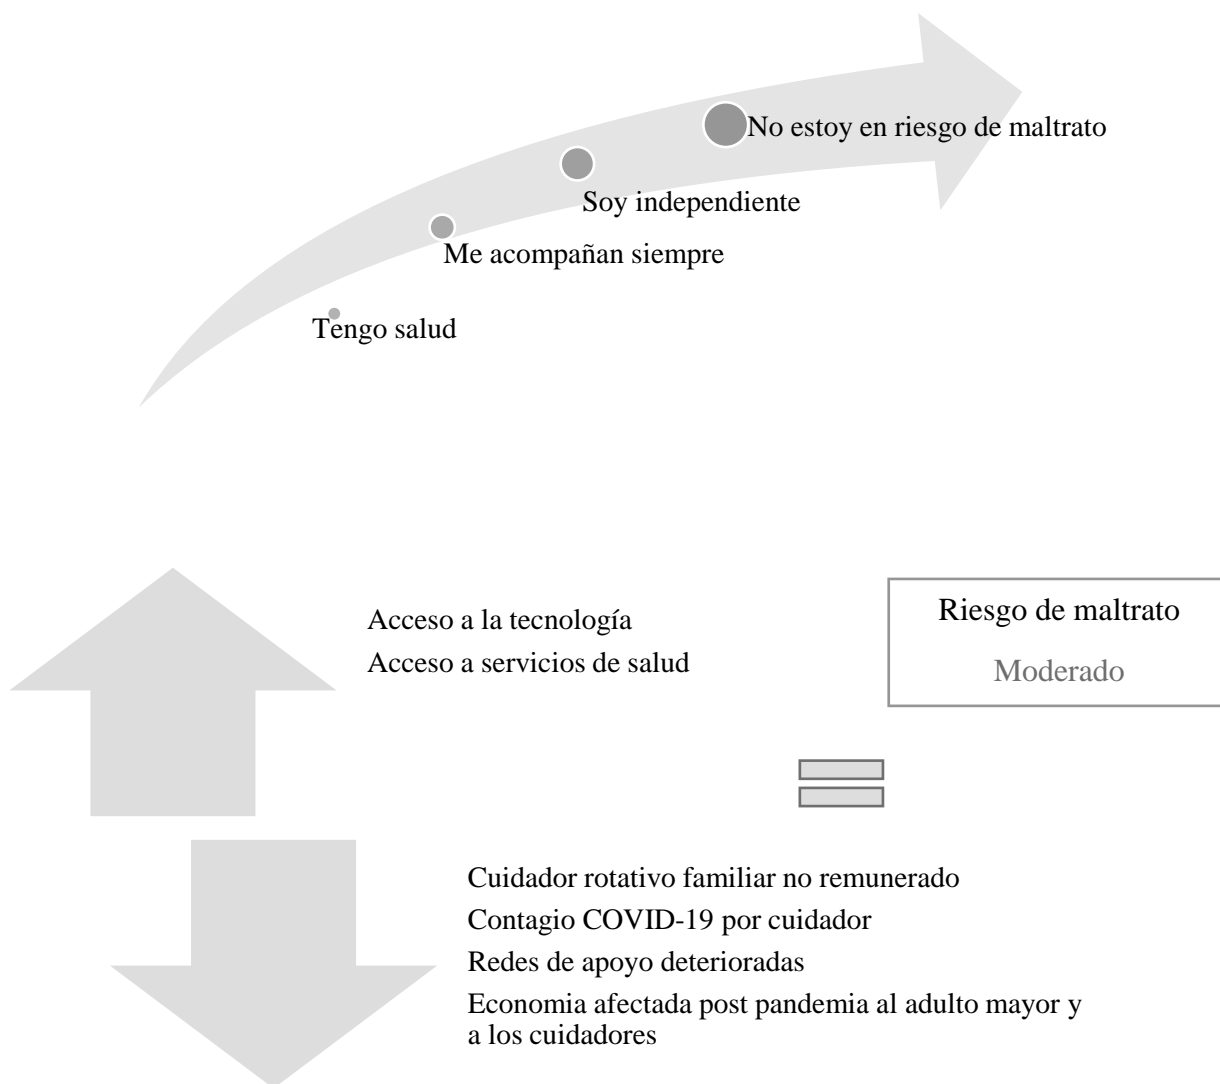 No estoy en riesgo de maltrato
Soy independiente
Me acompañan siempre
Tengo salud
Acceso a la tecnología
Acceso a servicios de salud
Riesgo de maltrato
Moderado
Cuidador rotativo familiar no remunerado
Contagio COVID-19 por cuidador
Redes de apoyo deterioradas
Economia afectada post pandemia al adulto mayor y
a los cuidadores